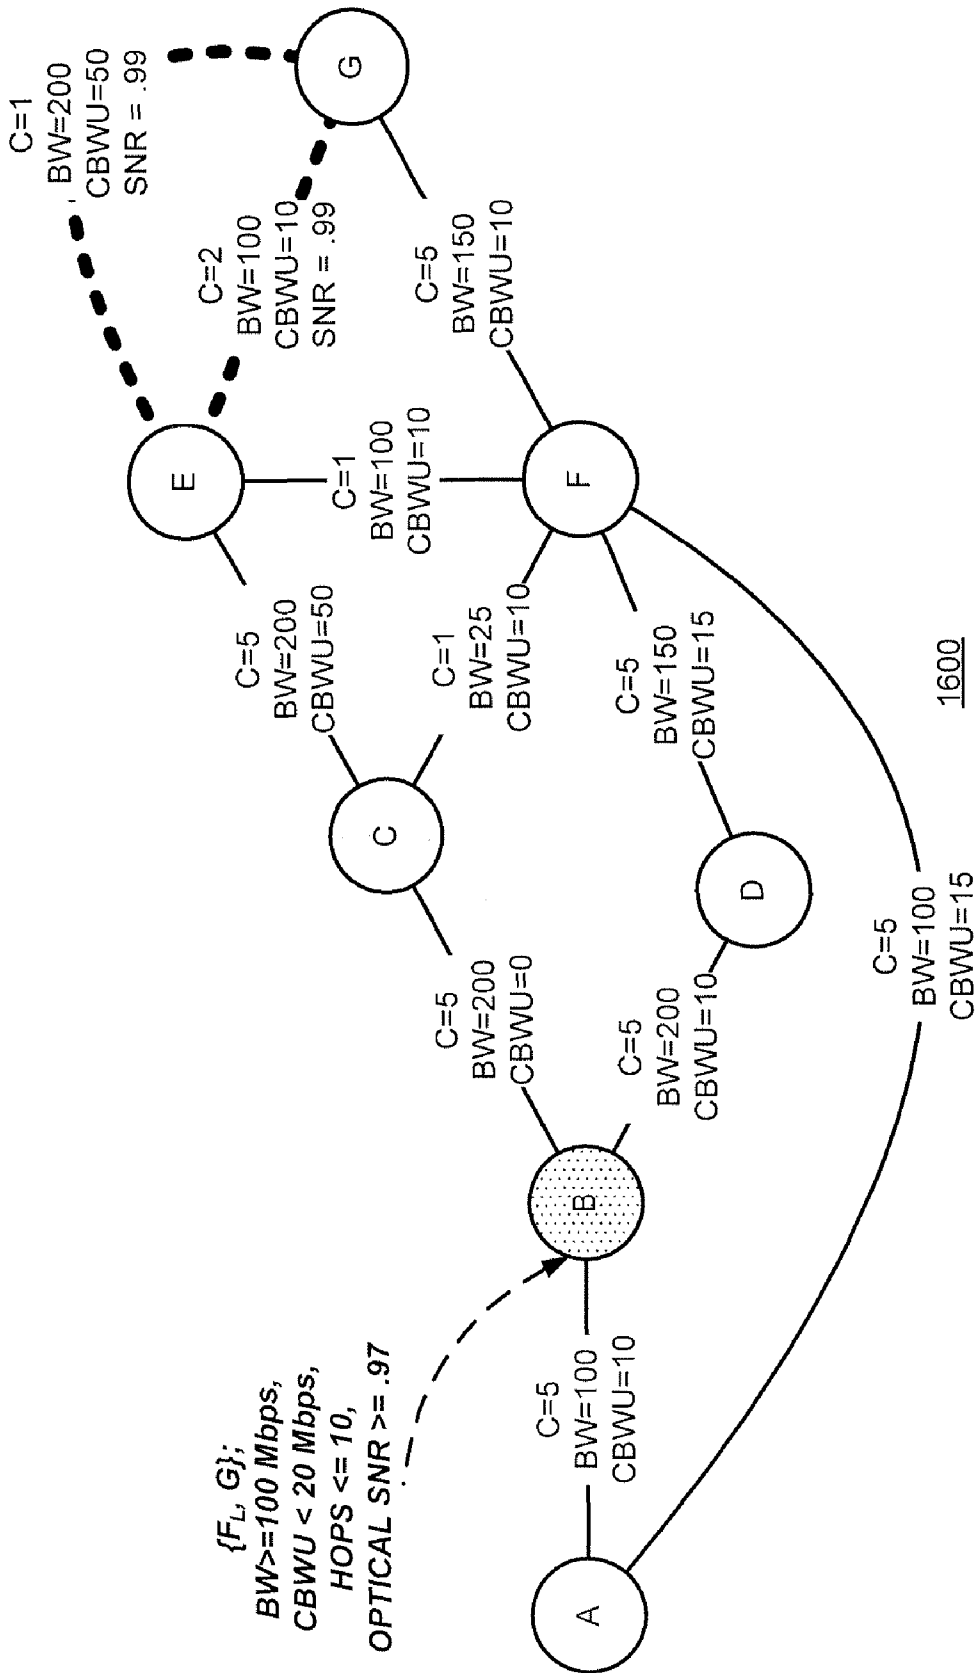 {F_L, G};
BW>=100 Mbps,
CBWU < 20 Mbps,
HOPS <= 10,
OPTICAL SNR >= .97
A
C=5
BW=100
CBWU=10
B
C=5
BW=200
CBWU=0
C=5
BW=200
CBWU=10
C
D
C=5
BW=200
CBWU=50
C=1
BW=25
CBWU=10
C=5
BW=150
CBWU=15
C=5
BW=100
CBWU=15
E
C=1
BW=100
CBWU=10
F
C=1
BW=200
CBWU=50
SNR = .99
C=2
BW=100
CBWU=10
SNR = .99
C=5
BW=150
CBWU=10
G
1600